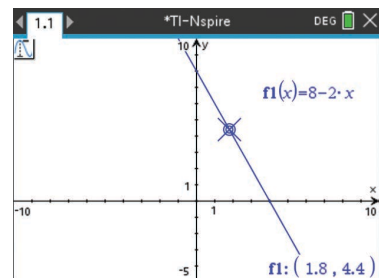 1.1 *TI-Nspire DEG
10 y
f1(x)=8-2·x
1
x
-10 1 10
-5
f1: ( 1.8 , 4.4 )